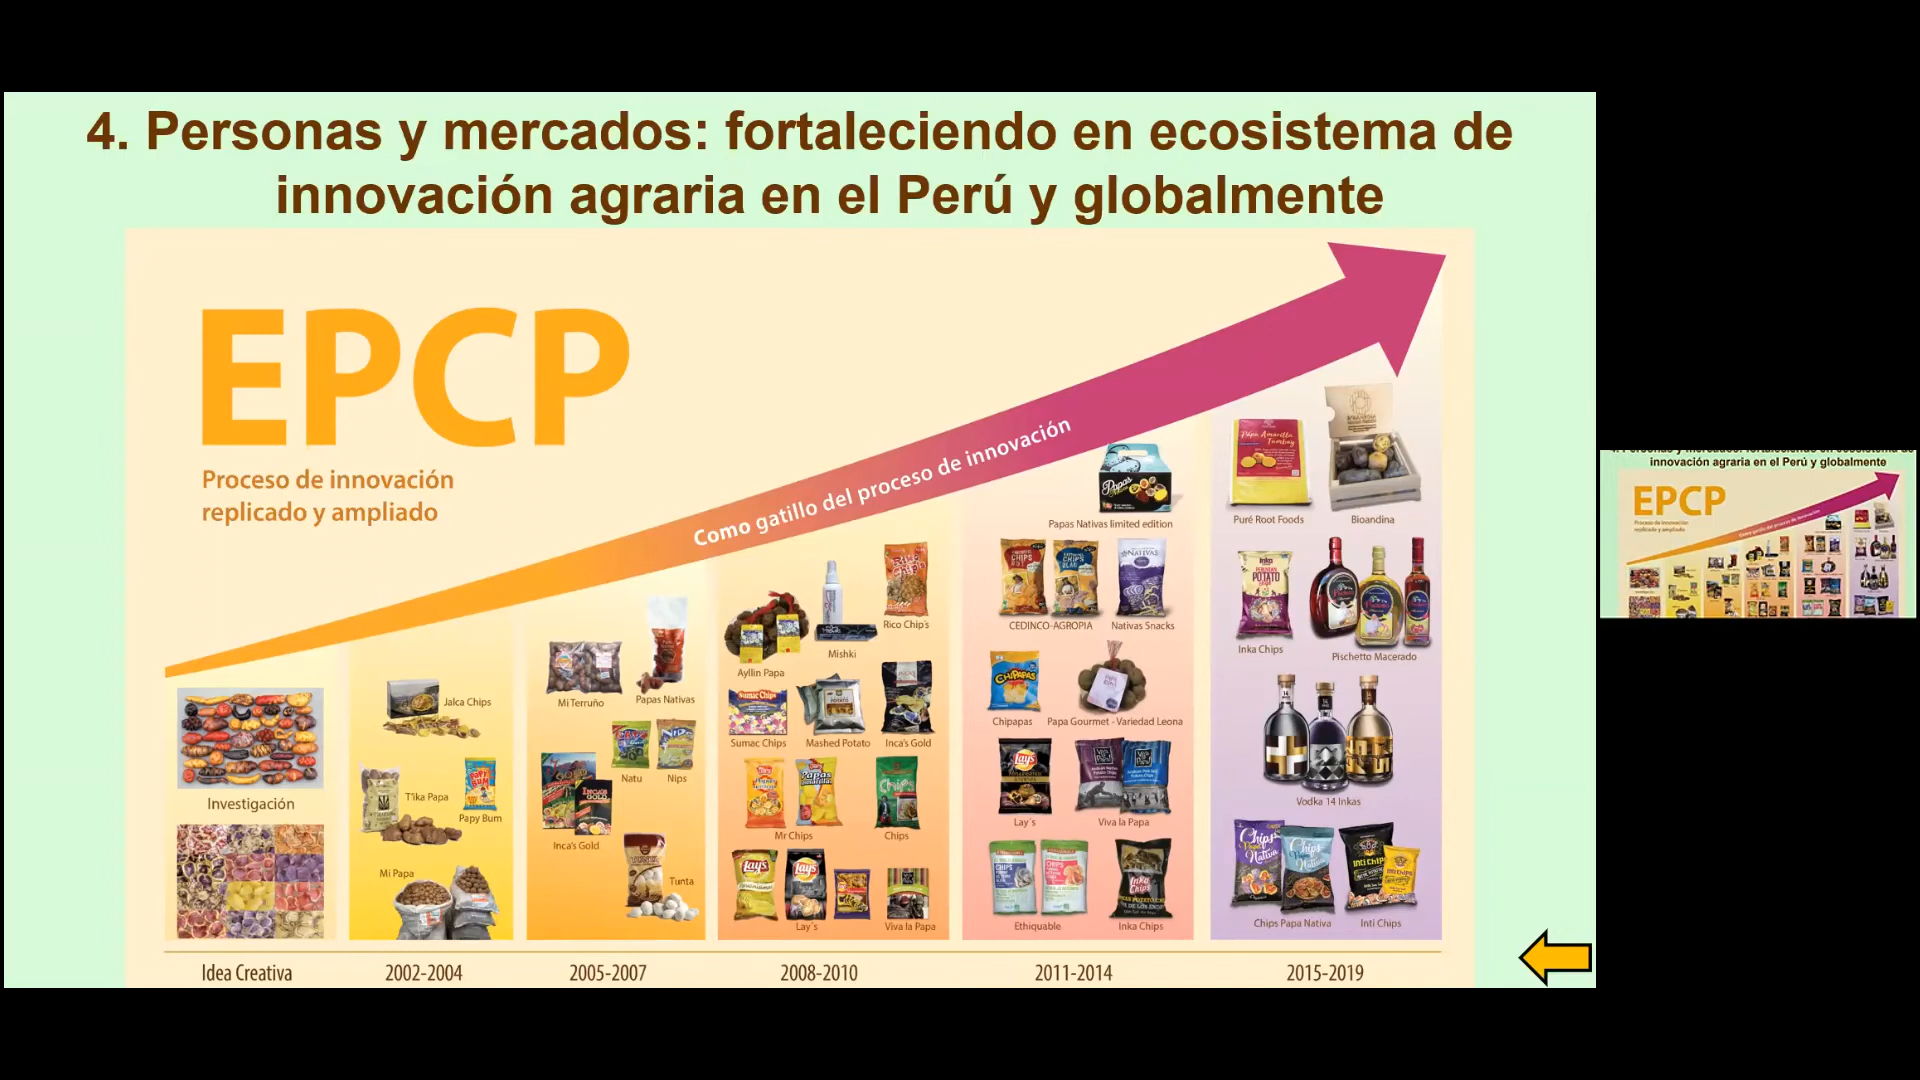 4. Personas y mercados: fortaleciendo en ecosistema de
innovación agraria en el Perú y globalmente
EPCP
Proceso de innovación
replicado y ampliado
Como gatillo del proceso de innovación
Investigación
Idea Creativa
Jalca Chips
T'ika Papa
Papy Bum
Mi Papa
2002-2004
Mi Terruño
Papas Nativas
Natu
Nips
Inca's Gold
Tunta
2005-2007
Rico Chip's
Mishki
Ayllin Papa
Sumac Chips
Mashed Potato
Inca's Gold
Mr Chips
Chips
Lay´s
Viva la Papa
2008-2010
Papas Nativas limited edition
CEDINCO-AGROPIA
Nativas Snacks
Chipapas
Papa Gourmet - Variedad Leona
Lay´s
Viva la Papa
Ethiquable
Inka Chips
2011-2014
Puré Root Foods
Bioandina
Inka Chips
Pischetto Macerado
Vodka 14 Inkas
Chips Papa Nativa
Inti Chips
2015-2019
innovación agraria en el Perú y globalmente
EPCP